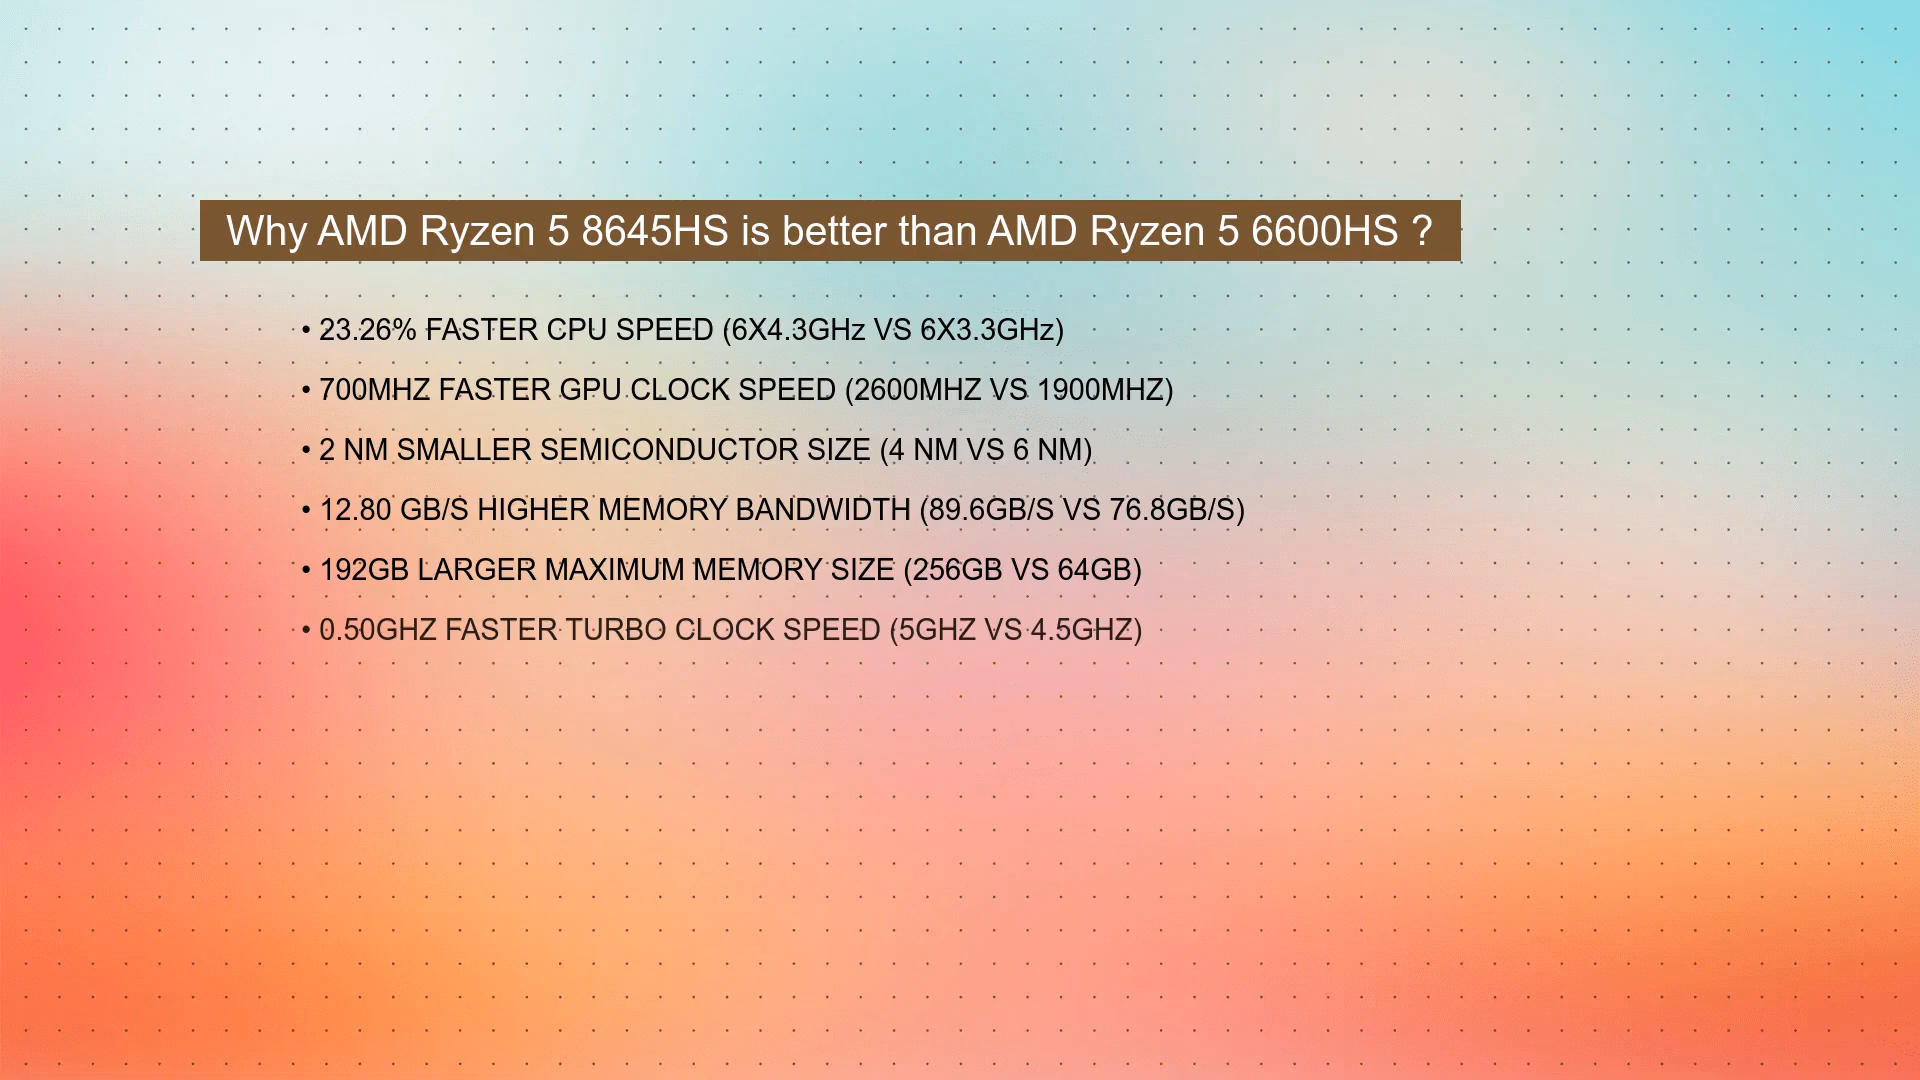 Why AMD Ryzen 5 8645HS is better than AMD Ryzen 5 6600HS ?
• 23.26% FASTER CPU SPEED (6X4.3GHz VS 6X3.3GHz)
• 700MHZ FASTER GPU CLOCK SPEED (2600MHZ VS 1900MHZ)
• 2 NM SMALLER SEMICONDUCTOR SIZE (4 NM VS 6 NM)
• 12.80 GB/S HIGHER MEMORY BANDWIDTH (89.6GB/S VS 76.8GB/S)
• 192GB LARGER MAXIMUM MEMORY SIZE (256GB VS 64GB)
• 0.50GHZ FASTER TURBO CLOCK SPEED (5GHZ VS 4.5GHZ)